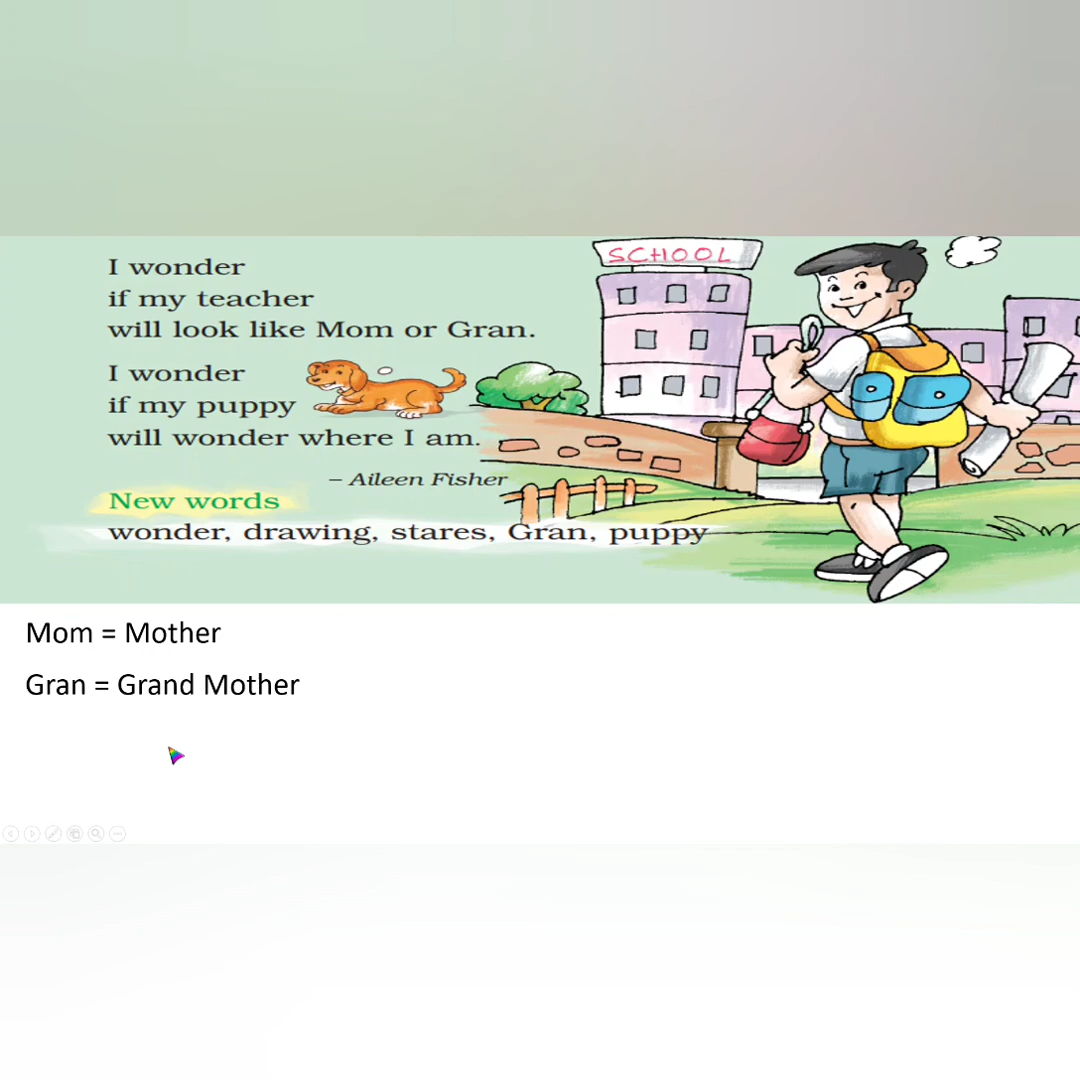 SCHOOL
I wonder
if my teacher
will look like Mom or Gran.
I wonder
if my puppy
will wonder where I am.
– Aileen Fisher
New words
wonder, drawing, stares, Gran, puppy
Mom = Mother
Gran = Grand Mother